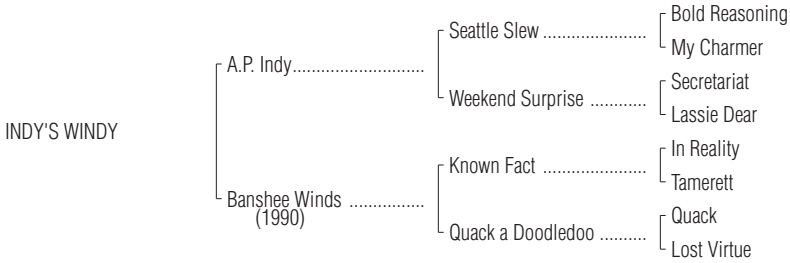 Bold Reasoning
Seattle Slew ......................
My Charmer
A.P. Indy...........................
Secretariat
Weekend Surprise ............
Lassie Dear
INDY'S WINDY
In Reality
Known Fact ......................
Tamerett
Banshee Winds ................
(1990)
Quack
Quack a Doodledoo ..........
Lost Virtue